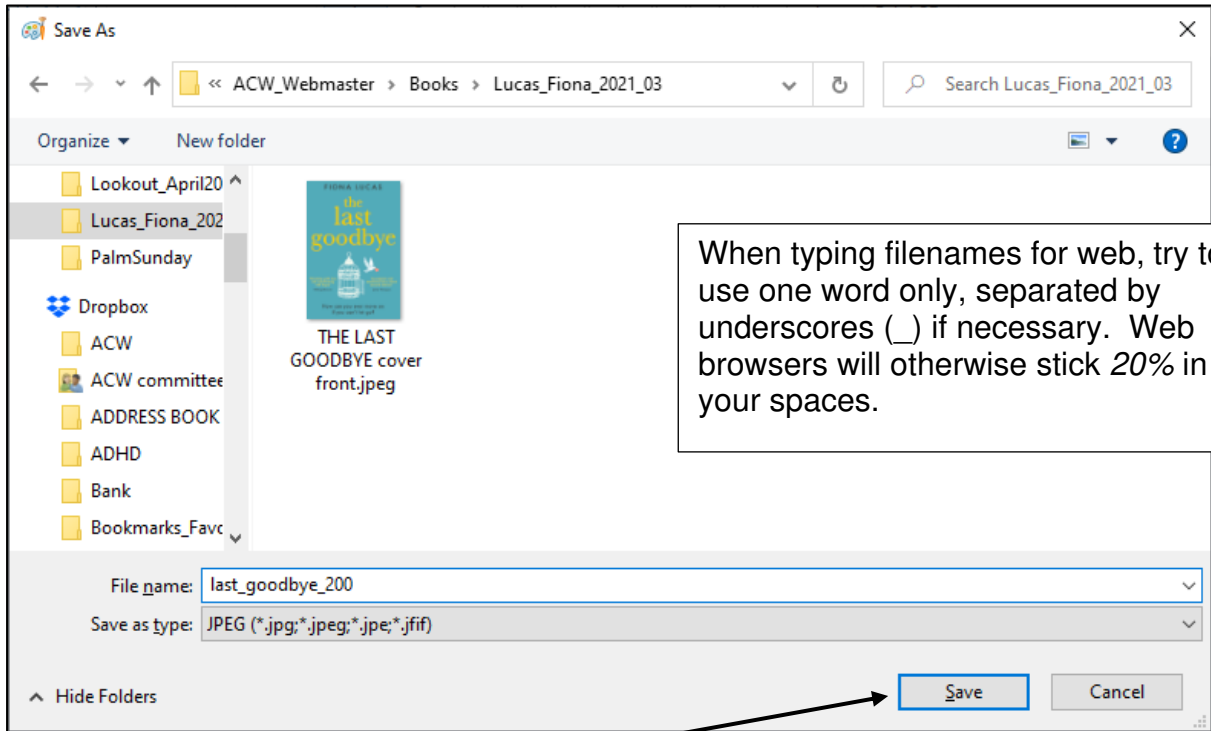 Save As
« ACW_Webmaster › Books › Lucas_Fiona_2021_03
Search Lucas_Fiona_2021_03
Organize
New folder
?
Lookout_April20
Lucas_Fiona_202
PalmSunday
Dropbox
ACW
ACW committee
ADDRESS BOOK
ADHD
Bank
Bookmarks_Favo
FIONA LUCAS
the
last
goodbye
THE LAST
GOODBYE cover
front.jpeg
When typing filenames for web, try to
use one word only, separated by
underscores (_) if necessary. Web
browsers will otherwise stick 20% in
your spaces.
File name: last_goodbye_200
Save as type: JPEG (*.jpg;*.jpeg;*.jpe;*.jfif)
Hide Folders
Save
Cancel